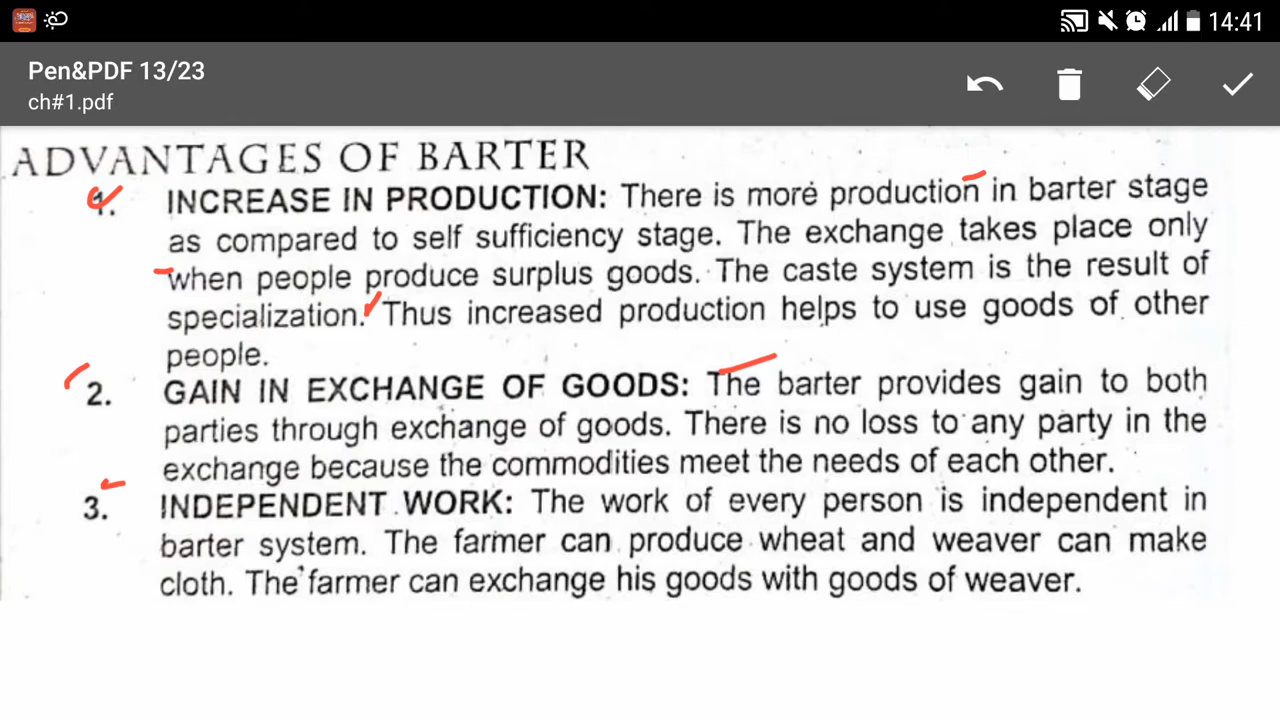 14:41
Pen&PDF 13/23
ch#1.pdf
ADVANTAGES OF BARTER
1. INCREASE IN PRODUCTION: There is more production in barter stage
as compared to self sufficiency stage. The exchange takes place only
when people produce surplus goods. The caste system is the result of
specialization. Thus increased production helps to use goods of other
people.
2. GAIN IN EXCHANGE OF GOODS: The barter provides gain to both
parties through exchange of goods. There is no loss to any party in the
exchange because the commodities meet the needs of each other.
3. INDEPENDENT WORK: The work of every person is independent in
barter system. The farmer can produce wheat and weaver can make
cloth. The farmer can exchange his goods with goods of weaver.